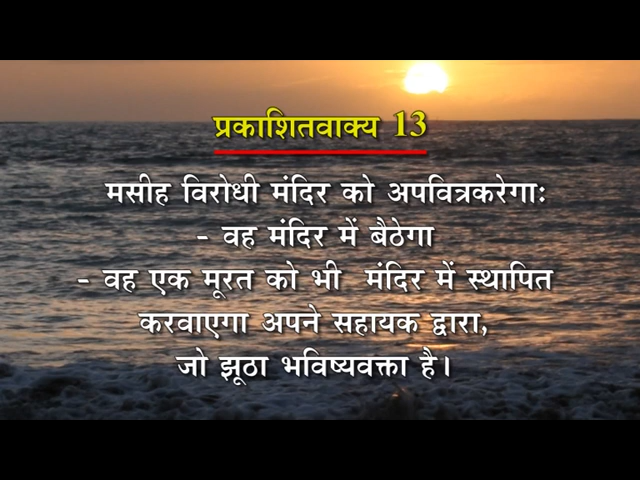 प्रकाशितवाक्य 13
मसीह विरोधी मंदिर को अपवित्रकरेगाः
- वह मंदिर में बैठेगा
- वह एक मूरत को भी मंदिर में स्थापित
करवाएगा अपने सहायक द्वारा,
जो झूठा भविष्यवक्ता है।